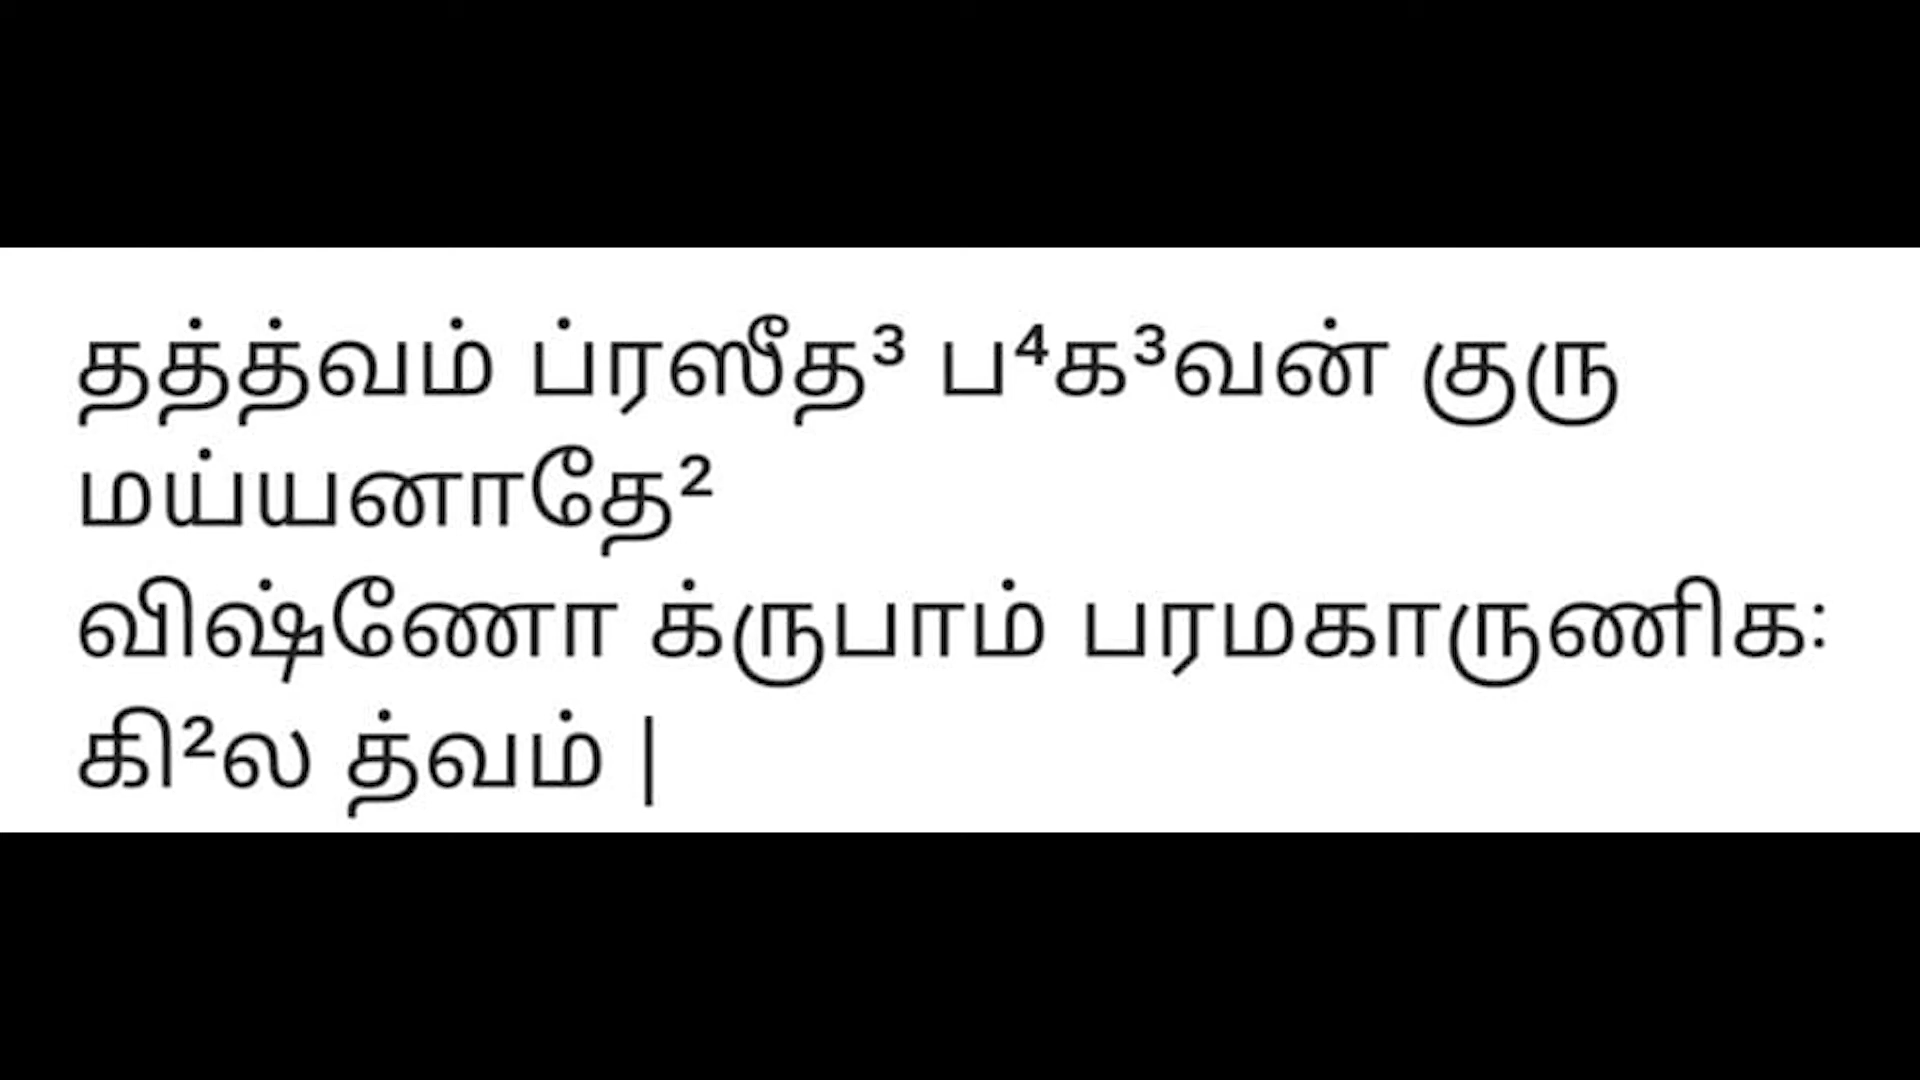 தத்த்வம் ப்ரஸீத³ ப⁴க³வன் குரு
மய்யனாதே²
விஷ்ணோ க்ருபாம் பரமகாருணிக:
கி²ல த்வம் |